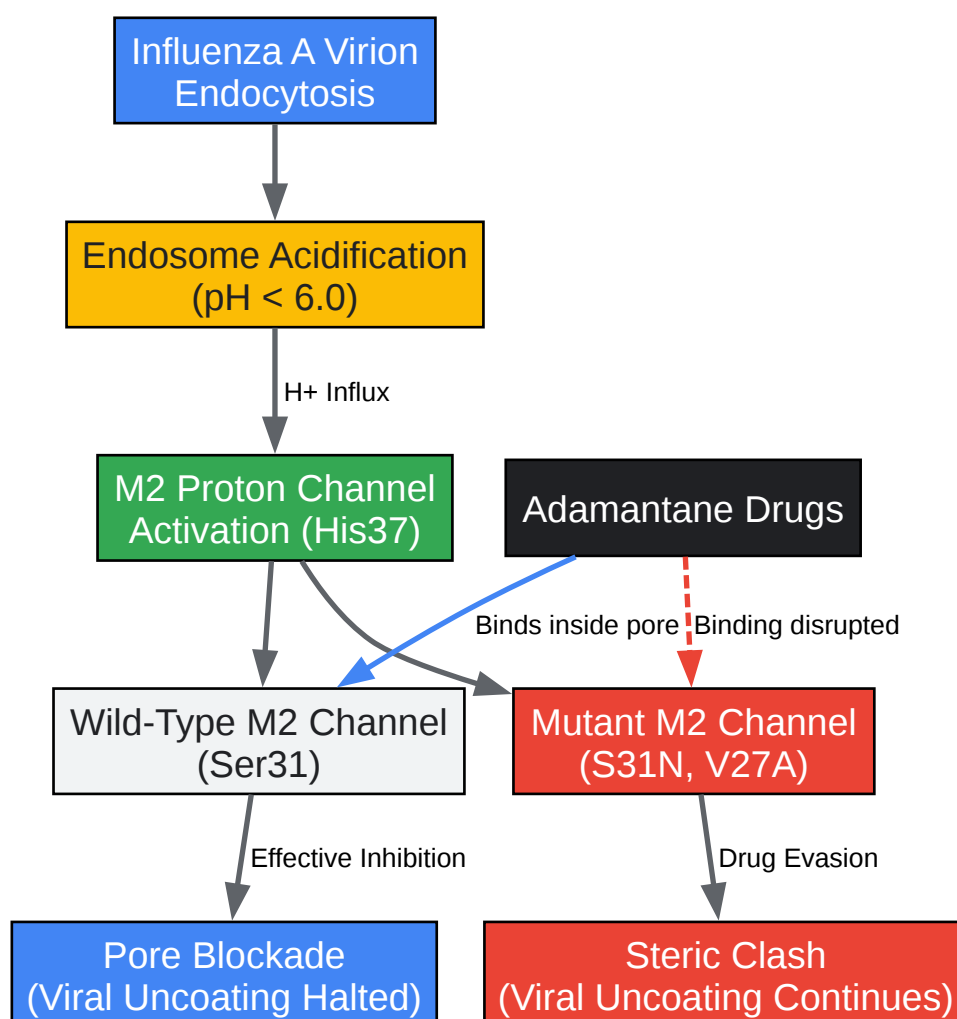 Influenza A Virion
Endocytosis
Endosome Acidification
(pH < 6.0)
H+ Influx
M2 Proton Channel
Activation (His37)
Adamantane Drugs
Binds inside pore
Binding disrupted
Wild-Type M2 Channel
(Ser31)
Mutant M2 Channel
(S31N, V27A)
Effective Inhibition
Drug Evasion
Pore Blockade
(Viral Uncoating Halted)
Steric Clash
(Viral Uncoating Continues)